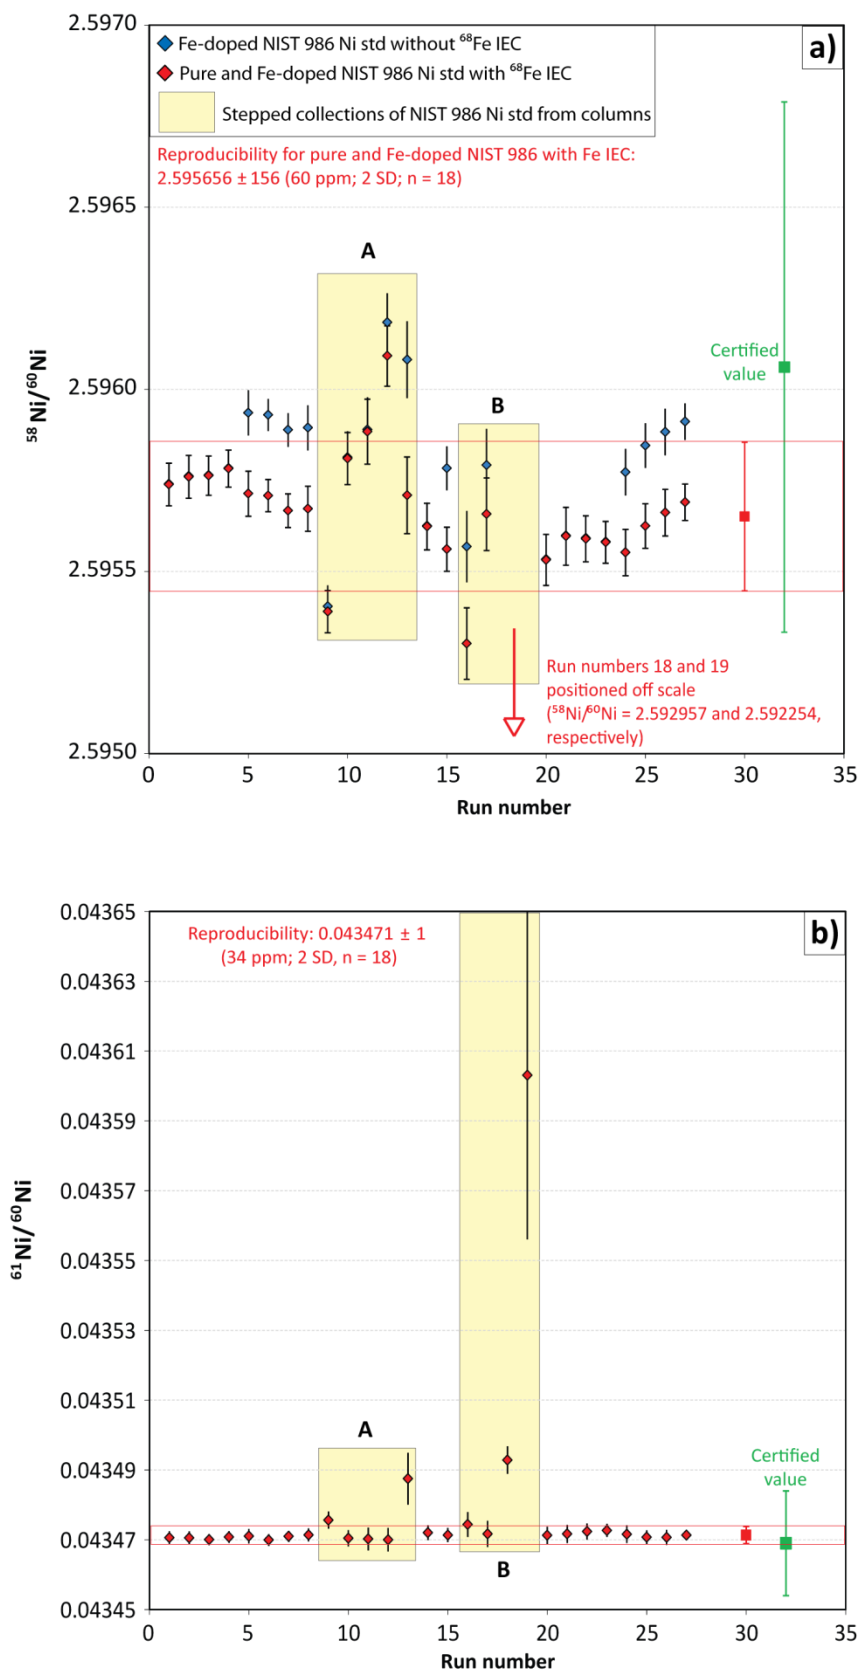 2.5970
2.5965
2.5960
2.5955
2.5950
⁵⁸Ni/⁶⁰Ni
a)
Fe-doped NIST 986 Ni std without ⁶⁸Fe IEC
Pure and Fe-doped NIST 986 Ni std with ⁶⁸Fe IEC
Stepped collections of NIST 986 Ni std from columns
Reproducibility for pure and Fe-doped NIST 986 with Fe IEC:
2.595656 ± 156 (60 ppm; 2 SD; n = 18)
A
B
Certified
value
Run numbers 18 and 19
positioned off scale
(⁵⁸Ni/⁶⁰Ni = 2.592957 and 2.592254,
respectively)
0 5 10 15 20 25 30 35
Run number
0.04365
0.04363
0.04361
0.04359
0.04357
0.04355
0.04353
0.04351
0.04349
0.04347
0.04345
⁶¹Ni/⁶⁰Ni
b)
Reproducibility: 0.043471 ± 1
(34 ppm; 2 SD, n = 18)
A
B
Certified
value
0 5 10 15 20 25 30 35
Run number